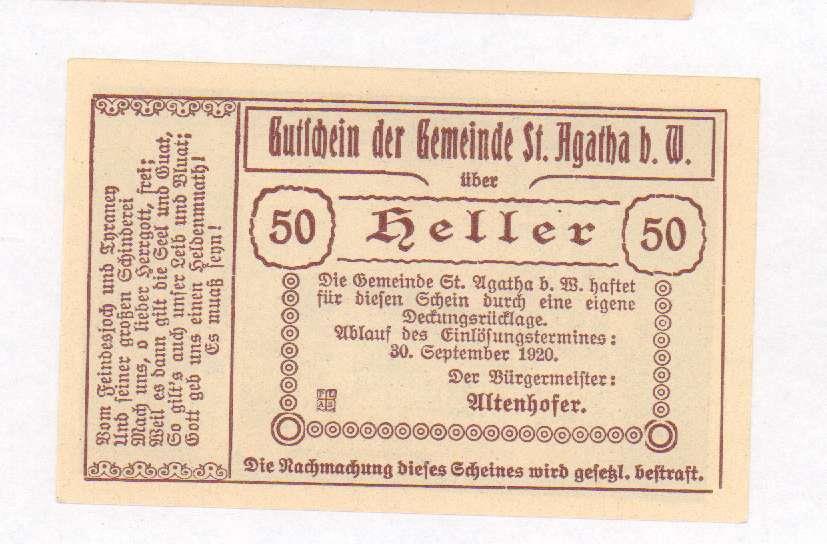 Gutschein der Gemeinde St. Agatha b. W.
über
50 Heller 50
Die Gemeinde St. Agatha b. W. haftet
für diesen Schein durch eine eigene
Deckungsrücklage.
Ablauf des Einlösungstermines:
30. September 1920.
Der Bürgermeister:
Altenhofer.
Die Nachmachung dieses Scheines wird gesetzl. bestraft.
Vom Feindesjoch und Tyraney
Und seiner großen Schinderei
Mach uns, o lieber Herrgott, frei;
Weil es dann gilt die Seel und Guat,
So gilt's auch unser Leib und Bluat;
Gott geb uns einen Heldenmuath!
Es muaß seyn!